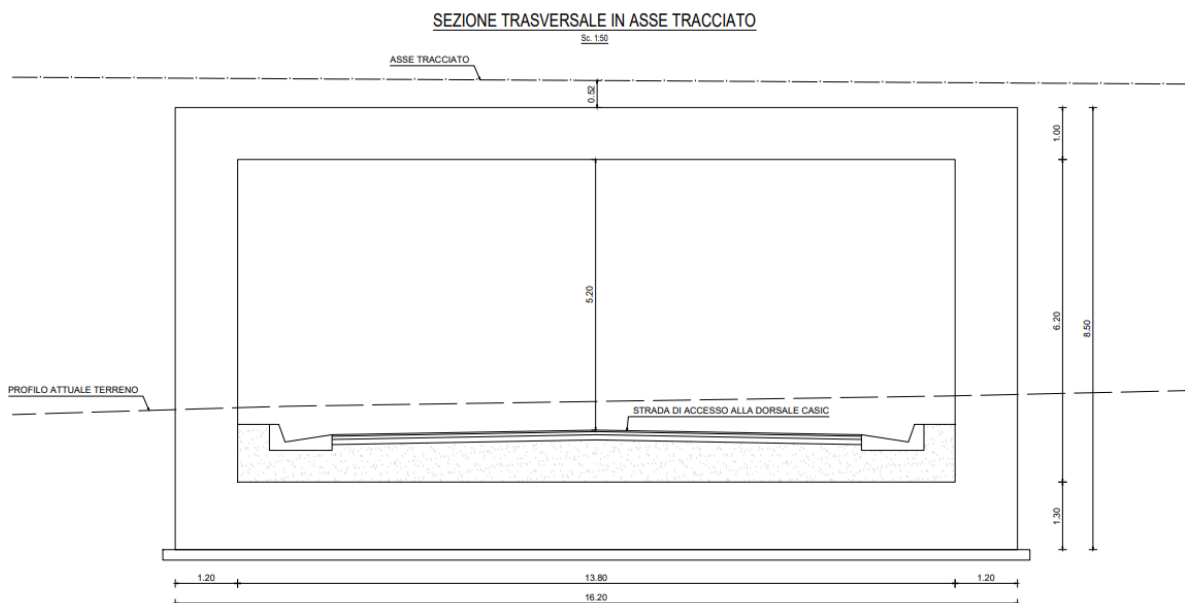 SEZIONE TRASVERSALE IN ASSE TRACCIATO
Sc. 1:50
ASSE TRACCIATO
0.52
1.00
5.20
6.20
8.50
PROFILO ATTUALE TERRENO
STRADA DI ACCESSO ALLA DORSALE CASIC
1.30
1.20
13.80
1.20
16.20